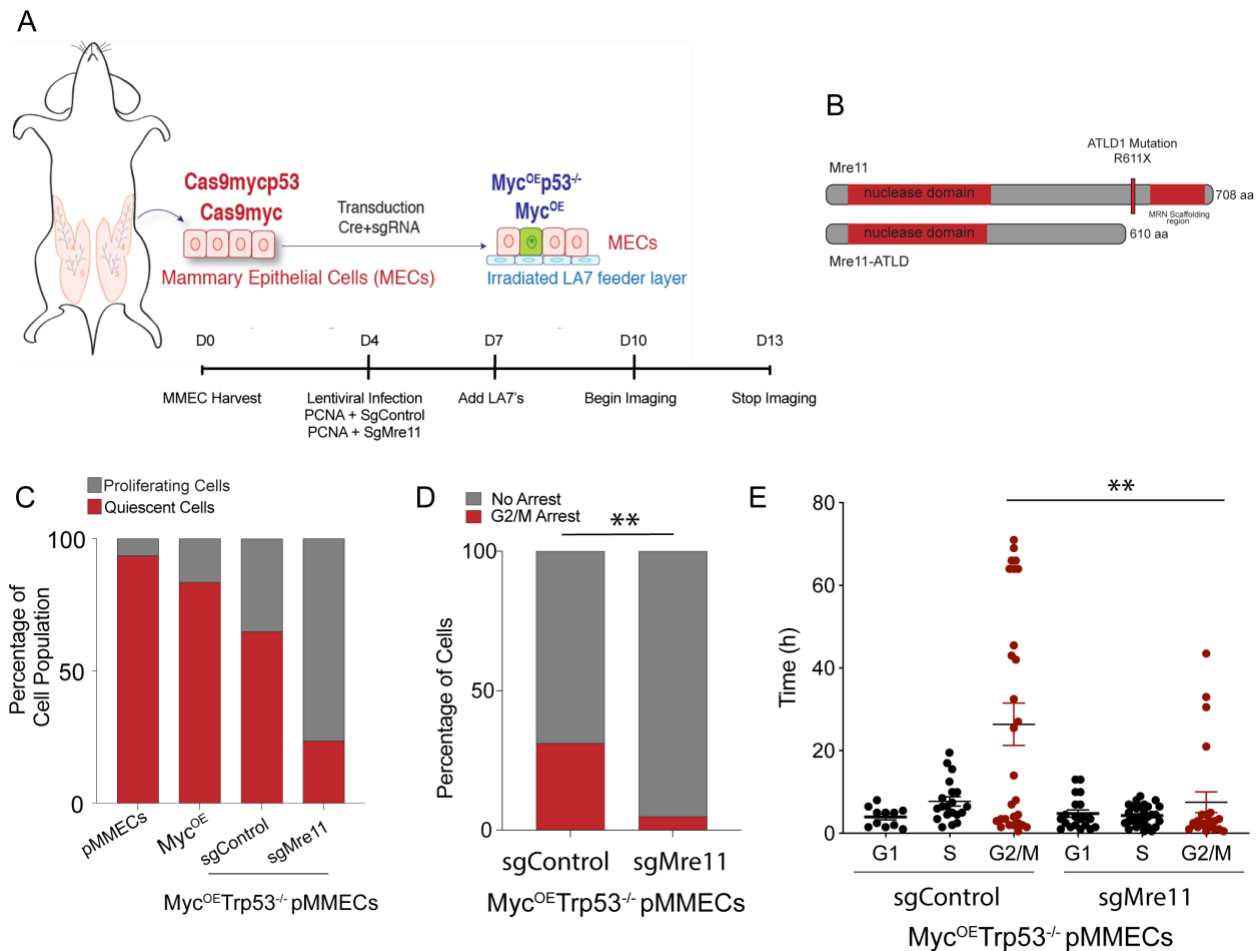 A
Cas9mycp53
Cas9myc
Transduction
Cre+sgRNA
Myc^OE p53^-/-
Myc^OE
MECs
Mammary Epithelial Cells (MECs)
Irradiated LA7 feeder layer
4
4
5
5
D0
D4
D7
D10
D13
MMEC Harvest
Lentiviral Infection
PCNA + SgControl
PCNA + SgMre11
Add LA7's
Begin Imaging
Stop Imaging
B
ATLD1 Mutation
R611X
Mre11
nuclease domain
708 aa
MRN Scaffolding
region
nuclease domain
610 aa
Mre11-ATLD
C
Proliferating Cells
Quiescent Cells
Percentage of
Cell Population
100
50
0
pMMECs
Myc^OE
sgControl
sgMre11
Myc^OE Trp53^-/- pMMECs
D
No Arrest
G2/M Arrest
**
Percentage of Cells
100
50
0
sgControl
sgMre11
Myc^OE Trp53^-/- pMMECs
E
**
Time (h)
80
60
40
20
0
G1 S G2/M G1 S G2/M
sgControl
sgMre11
Myc^OE Trp53^-/- pMMECs